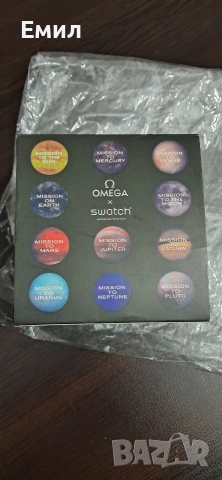 Емил
MISSION TO THE SUN
MISSION TO MERCURY
MISSION TO VENUS
MISSION ON EARTH
Ω
OMEGA
X
swatch
MISSION TO THE MOON
MISSION TO MARS
MISSION TO JUPITER
MISSION TO SATURN
MISSION TO URANUS
MISSION TO NEPTUNE
MISSION TO PLUTO
bazar